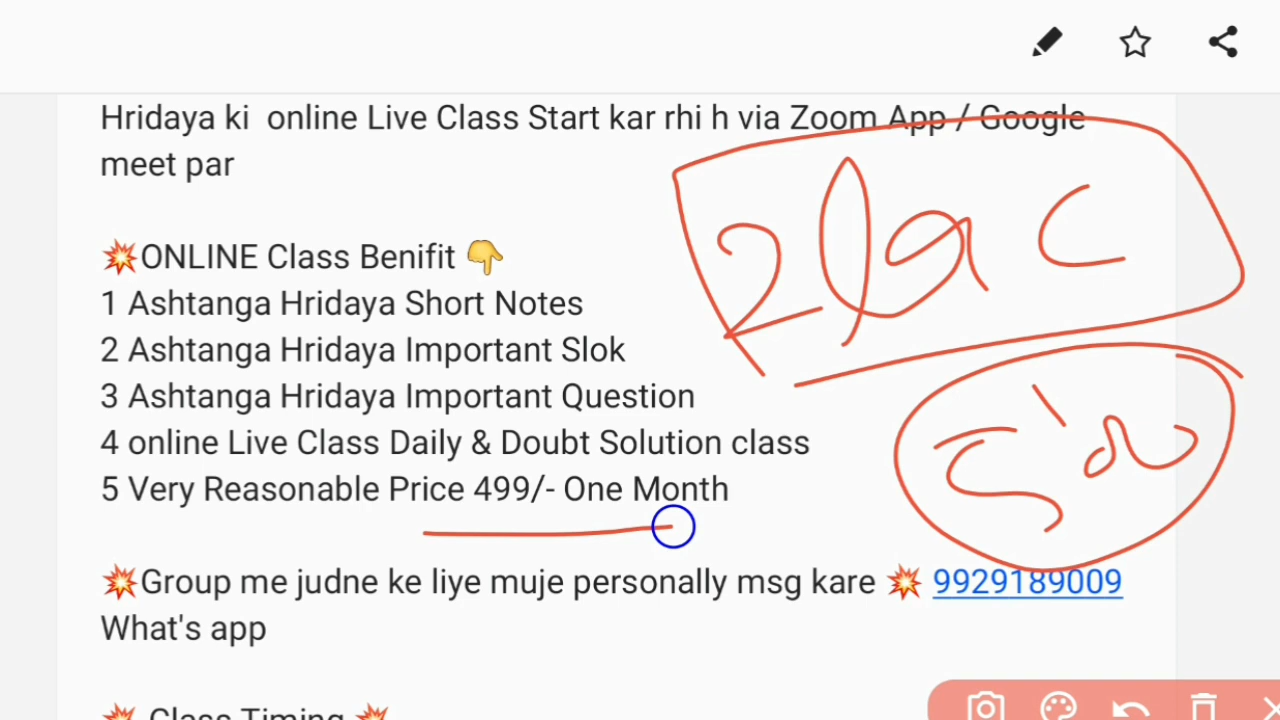 Hridaya ki online Live Class Start kar rhi h via Zoom App / Google
meet par
💥ONLINE Class Benifit 👇
1 Ashtanga Hridaya Short Notes
2 Ashtanga Hridaya Important Slok
3 Ashtanga Hridaya Important Question
4 online Live Class Daily & Doubt Solution class
5 Very Reasonable Price 499/- One Month
2 lac
💥Group me judne ke liye muje personally msg kare 💥 9929189009
What's app
💥 Class Timing 💥